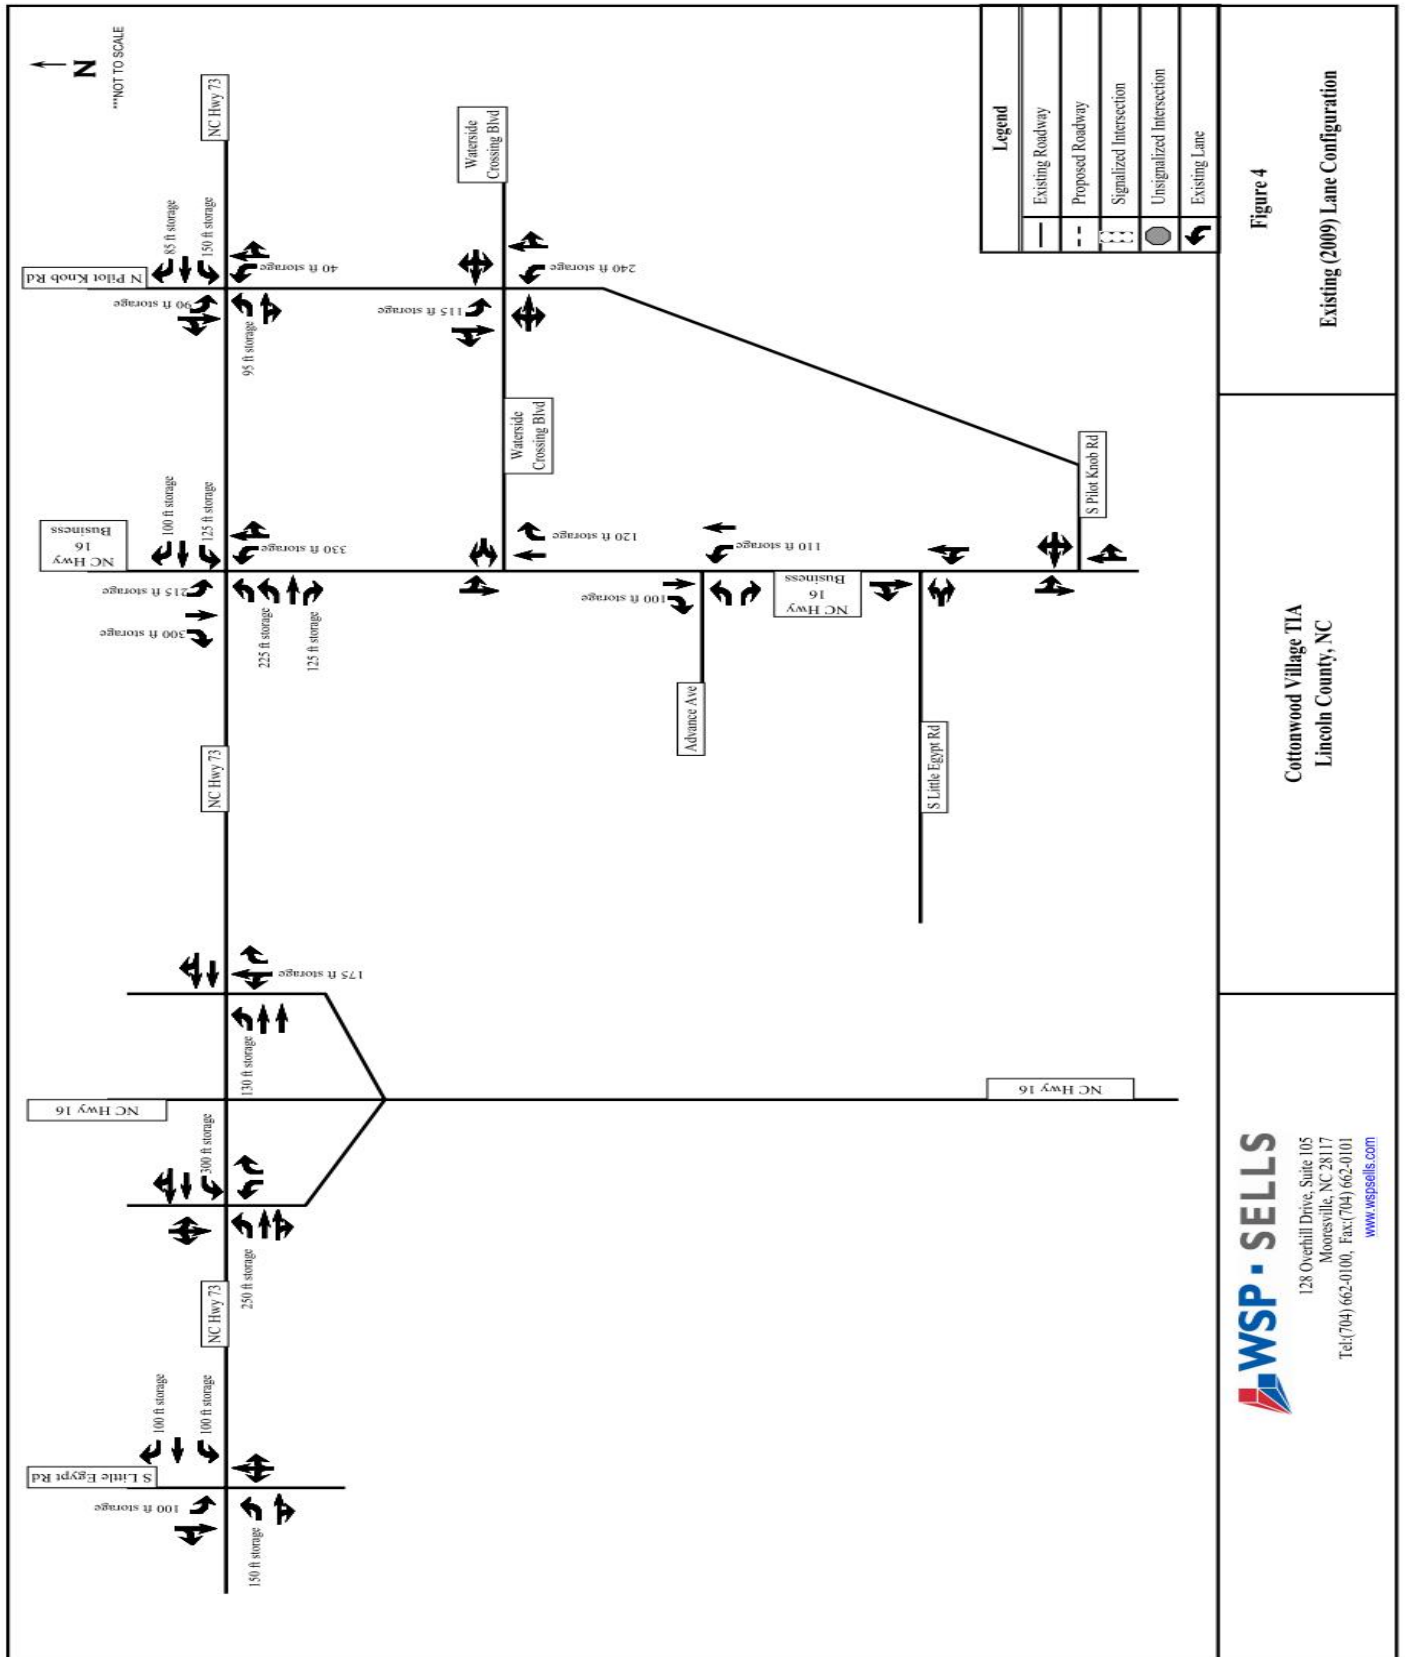 N
***NOT TO SCALE
NC Hwy 73
N Pilot Knob Rd
85 ft storage
150 ft storage
90 ft storage
40 ft storage
95 ft storage
Waterside
Crossing Blvd
115 ft storage
240 ft storage
NC Hwy
16
Business
100 ft storage
125 ft storage
215 ft storage
300 ft storage
330 ft storage
225 ft storage
125 ft storage
Waterside
Crossing Blvd
120 ft storage
100 ft storage
110 ft storage
Advance Ave
NC Hwy
16
Business
S Little Egypt Rd
S Pilot Knob Rd
NC Hwy 73
175 ft storage
130 ft storage
NC Hwy 16
NC Hwy 16
300 ft storage
250 ft storage
NC Hwy 73
S Little Egypt Rd
100 ft storage
100 ft storage
100 ft storage
150 ft storage
Legend
Existing Roadway
Proposed Roadway
Signalized Intersection
Unsignalized Intersection
Existing Lane
WSP SELLS
128 Overhill Drive, Suite 105
Mooresville, NC 28117
Tel:(704) 662-0100, Fax:(704) 662-0101
www.wspsells.com
Cottonwood Village TIA
Lincoln County, NC
Figure 4
Existing (2009) Lane Configuration